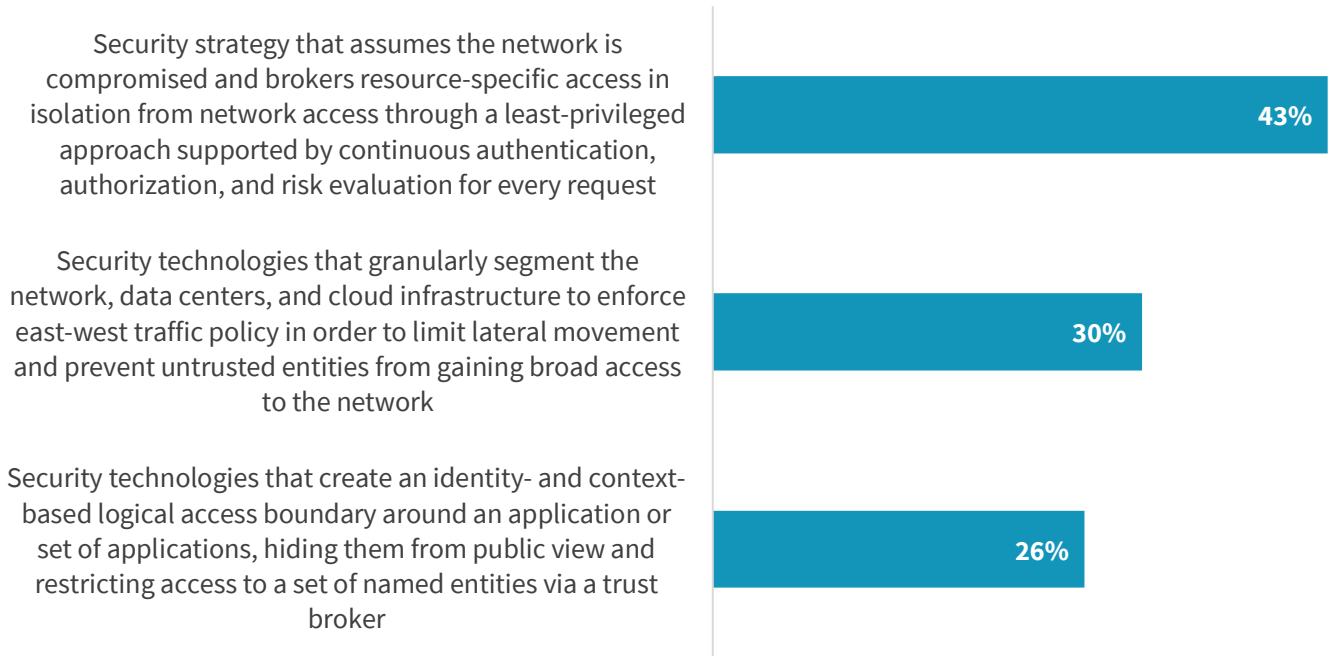 Security strategy that assumes the network is
compromised and brokers resource-specific access in
isolation from network access through a least-privileged
approach supported by continuous authentication,
authorization, and risk evaluation for every request
43%
Security technologies that granularly segment the
network, data centers, and cloud infrastructure to enforce
east-west traffic policy in order to limit lateral movement
and prevent untrusted entities from gaining broad access
to the network
30%
Security technologies that create an identity- and context-
based logical access boundary around an application or
set of applications, hiding them from public view and
restricting access to a set of named entities via a trust
broker
26%